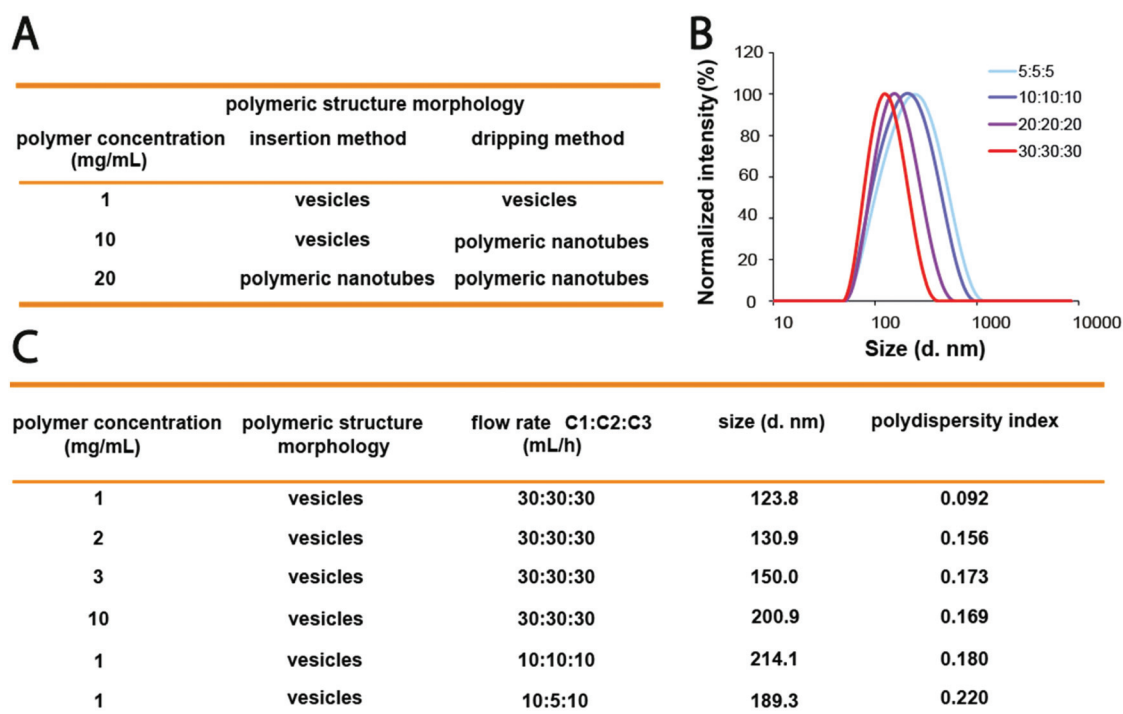 A
polymeric structure morphology
polymer concentration insertion method dripping method
(mg/mL)
1 vesicles vesicles
10 vesicles polymeric nanotubes
20 polymeric nanotubes polymeric nanotubes
B
Normalized intensity(%)
120
100
80
60
40
20
0
10 100 1000 10000
Size (d. nm)
5:5:5
10:10:10
20:20:20
30:30:30
C
polymer concentration polymeric structure flow rate C1:C2:C3 size (d. nm) polydispersity index
(mg/mL) morphology (mL/h)
1 vesicles 30:30:30 123.8 0.092
2 vesicles 30:30:30 130.9 0.156
3 vesicles 30:30:30 150.0 0.173
10 vesicles 30:30:30 200.9 0.169
1 vesicles 10:10:10 214.1 0.180
1 vesicles 10:5:10 189.3 0.220